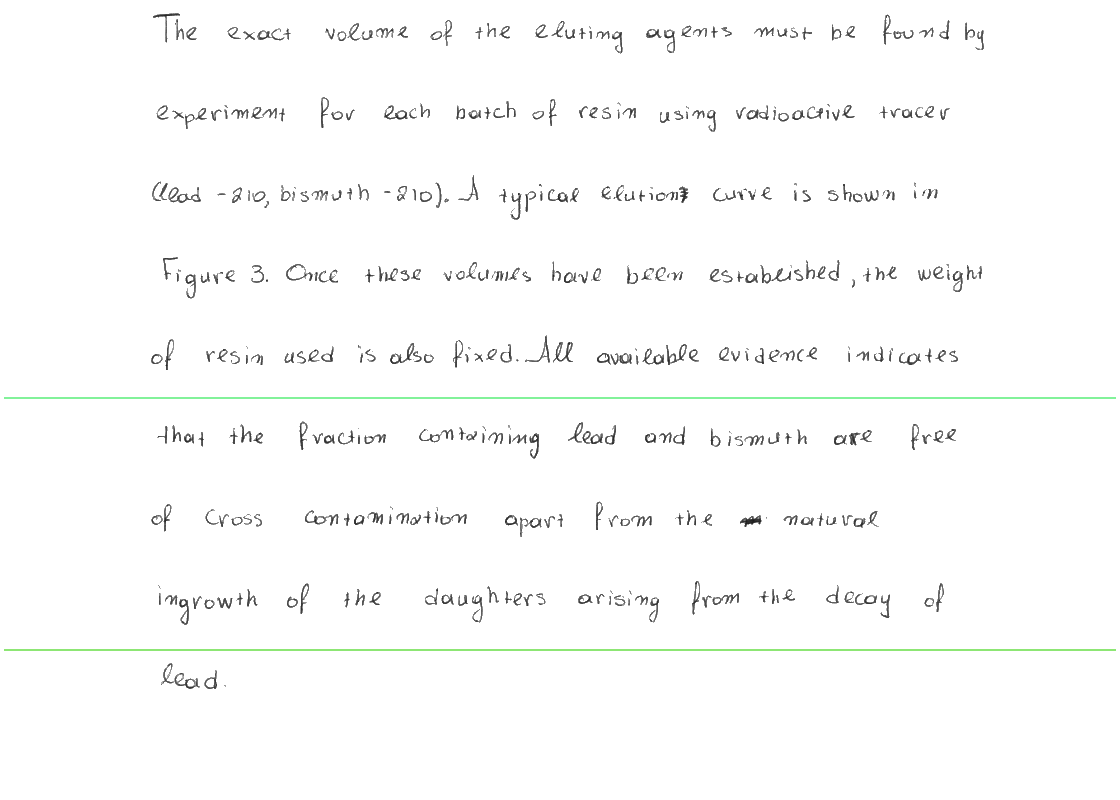 The exact volume of the eluting agents must be found by
experiment for each batch of resin using radioactive tracer
(lead -210, bismuth -210). A typical elution curve is shown in
Figure 3. Once these volumes have been established, the weight
of resin used is also fixed. All available evidence indicates
that the fraction containing lead and bismuth are free
of cross contamination apart from the natural
ingrowth of the daughters arising from the decay of
lead.